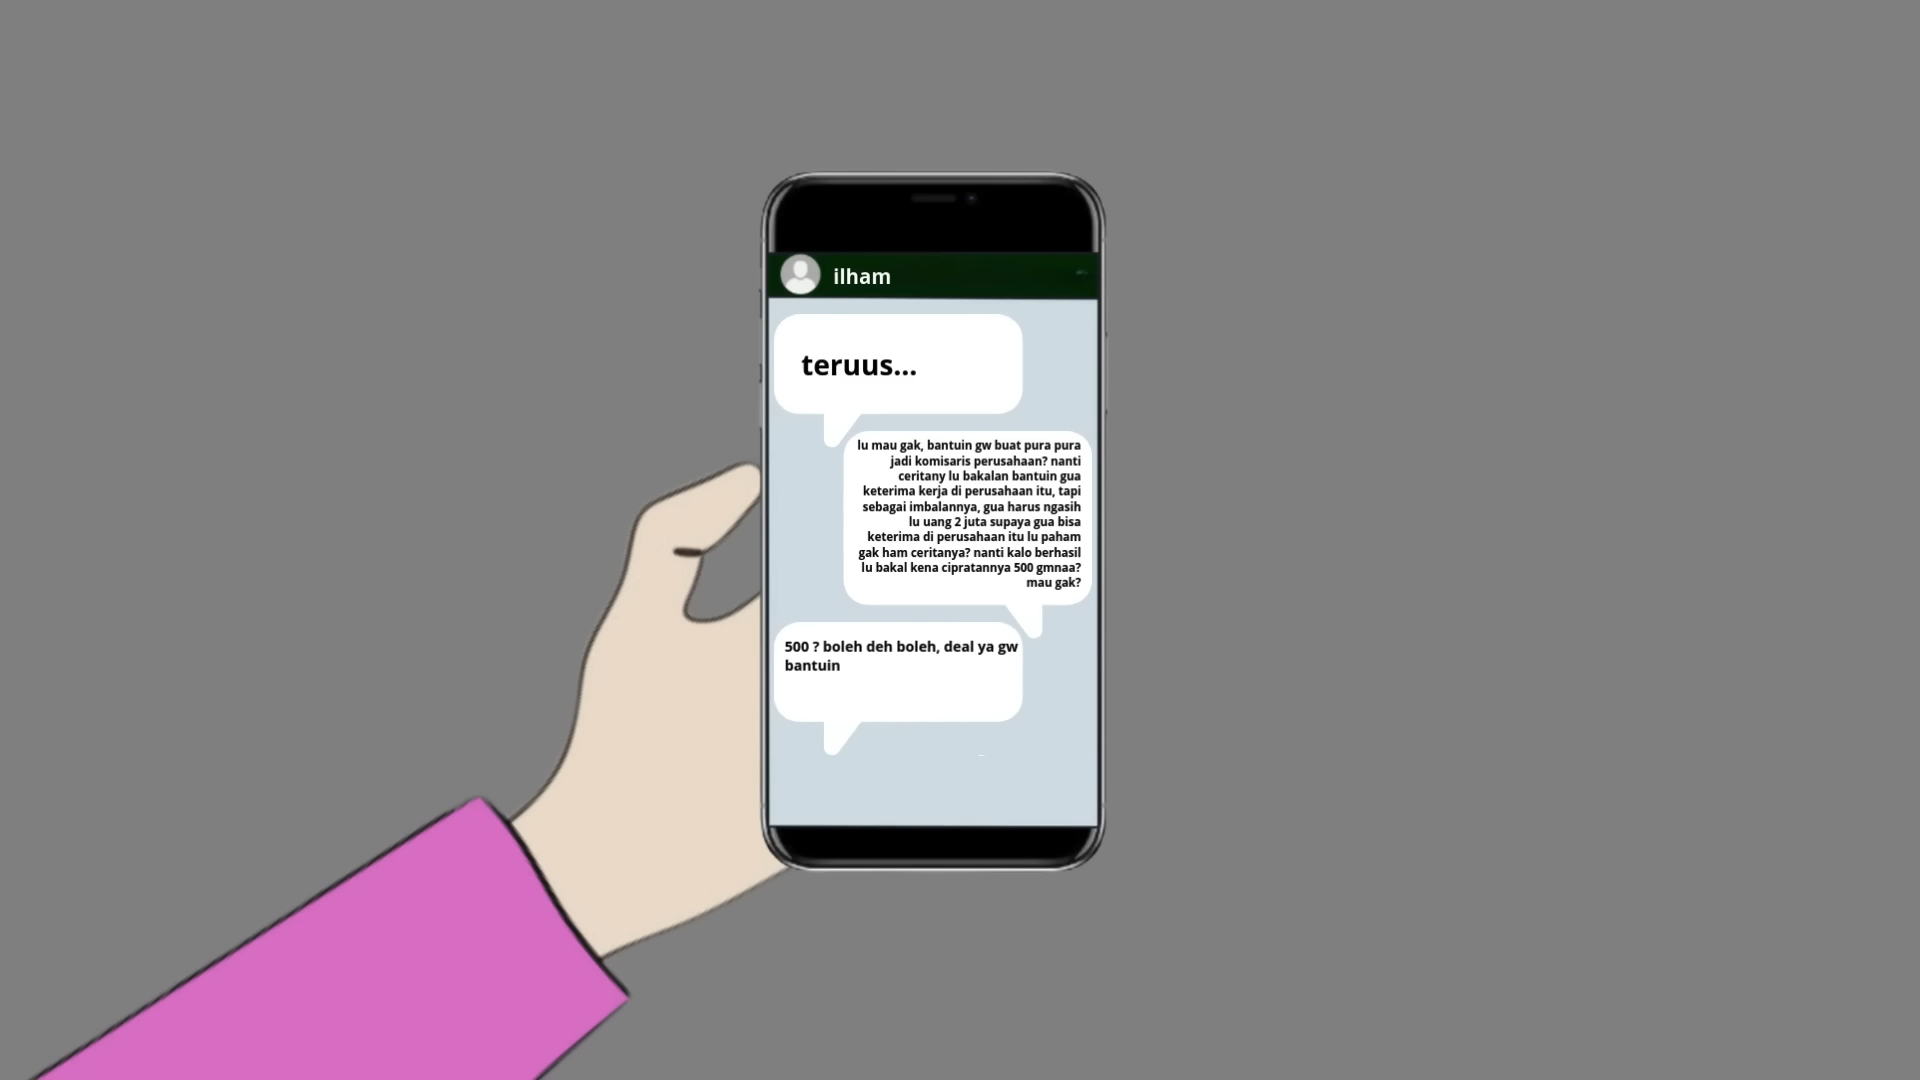 ilham
teruus...
lu mau gak, bantuin gw buat pura pura
jadi komisaris perusahaan? nanti
ceritany lu bakalan bantuin gua
keterima kerja di perusahaan itu, tapi
sebagai imbalannya, gua harus ngasih
lu uang 2 juta supaya gua bisa
keterima di perusahaan itu lu paham
gak ham ceritanya? nanti kalo berhasil
lu bakal kena cipratannya 500 gmnaa?
mau gak?
500 ? boleh deh boleh, deal ya gw
bantuin